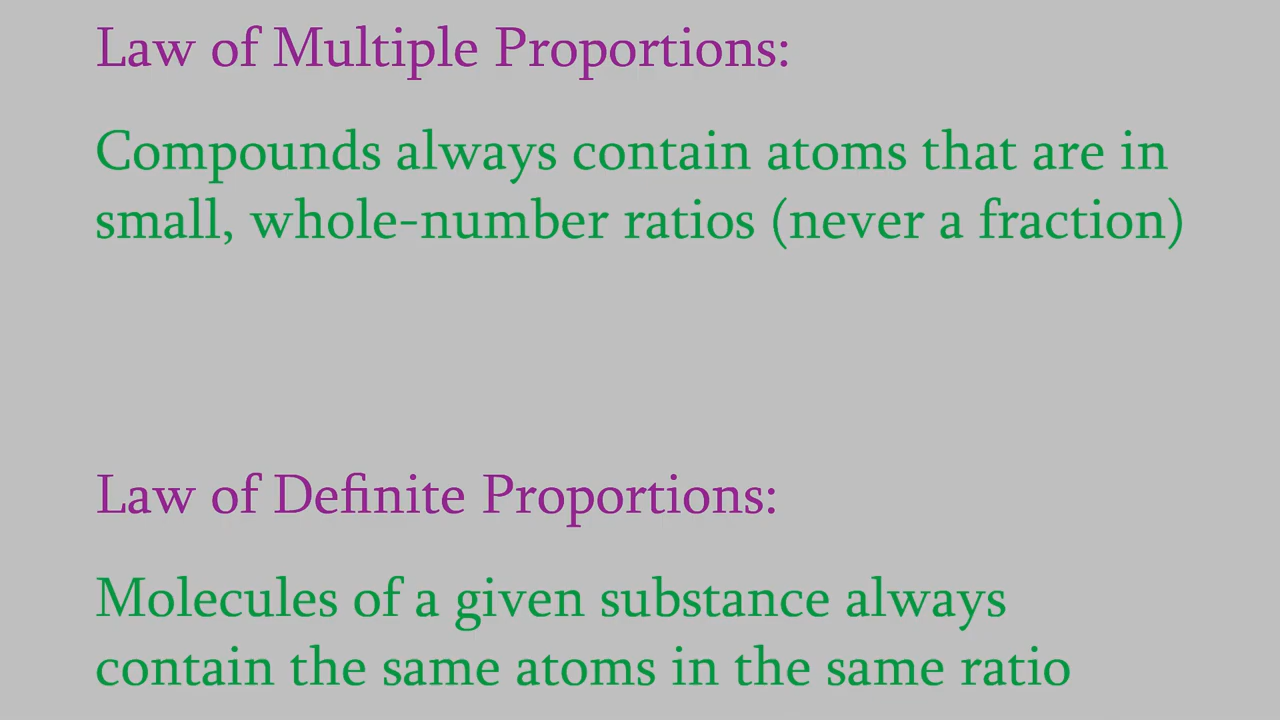 Law of Multiple Proportions:
Compounds always contain atoms that are in
small, whole-number ratios (never a fraction)
Law of Definite Proportions:
Molecules of a given substance always
contain the same atoms in the same ratio